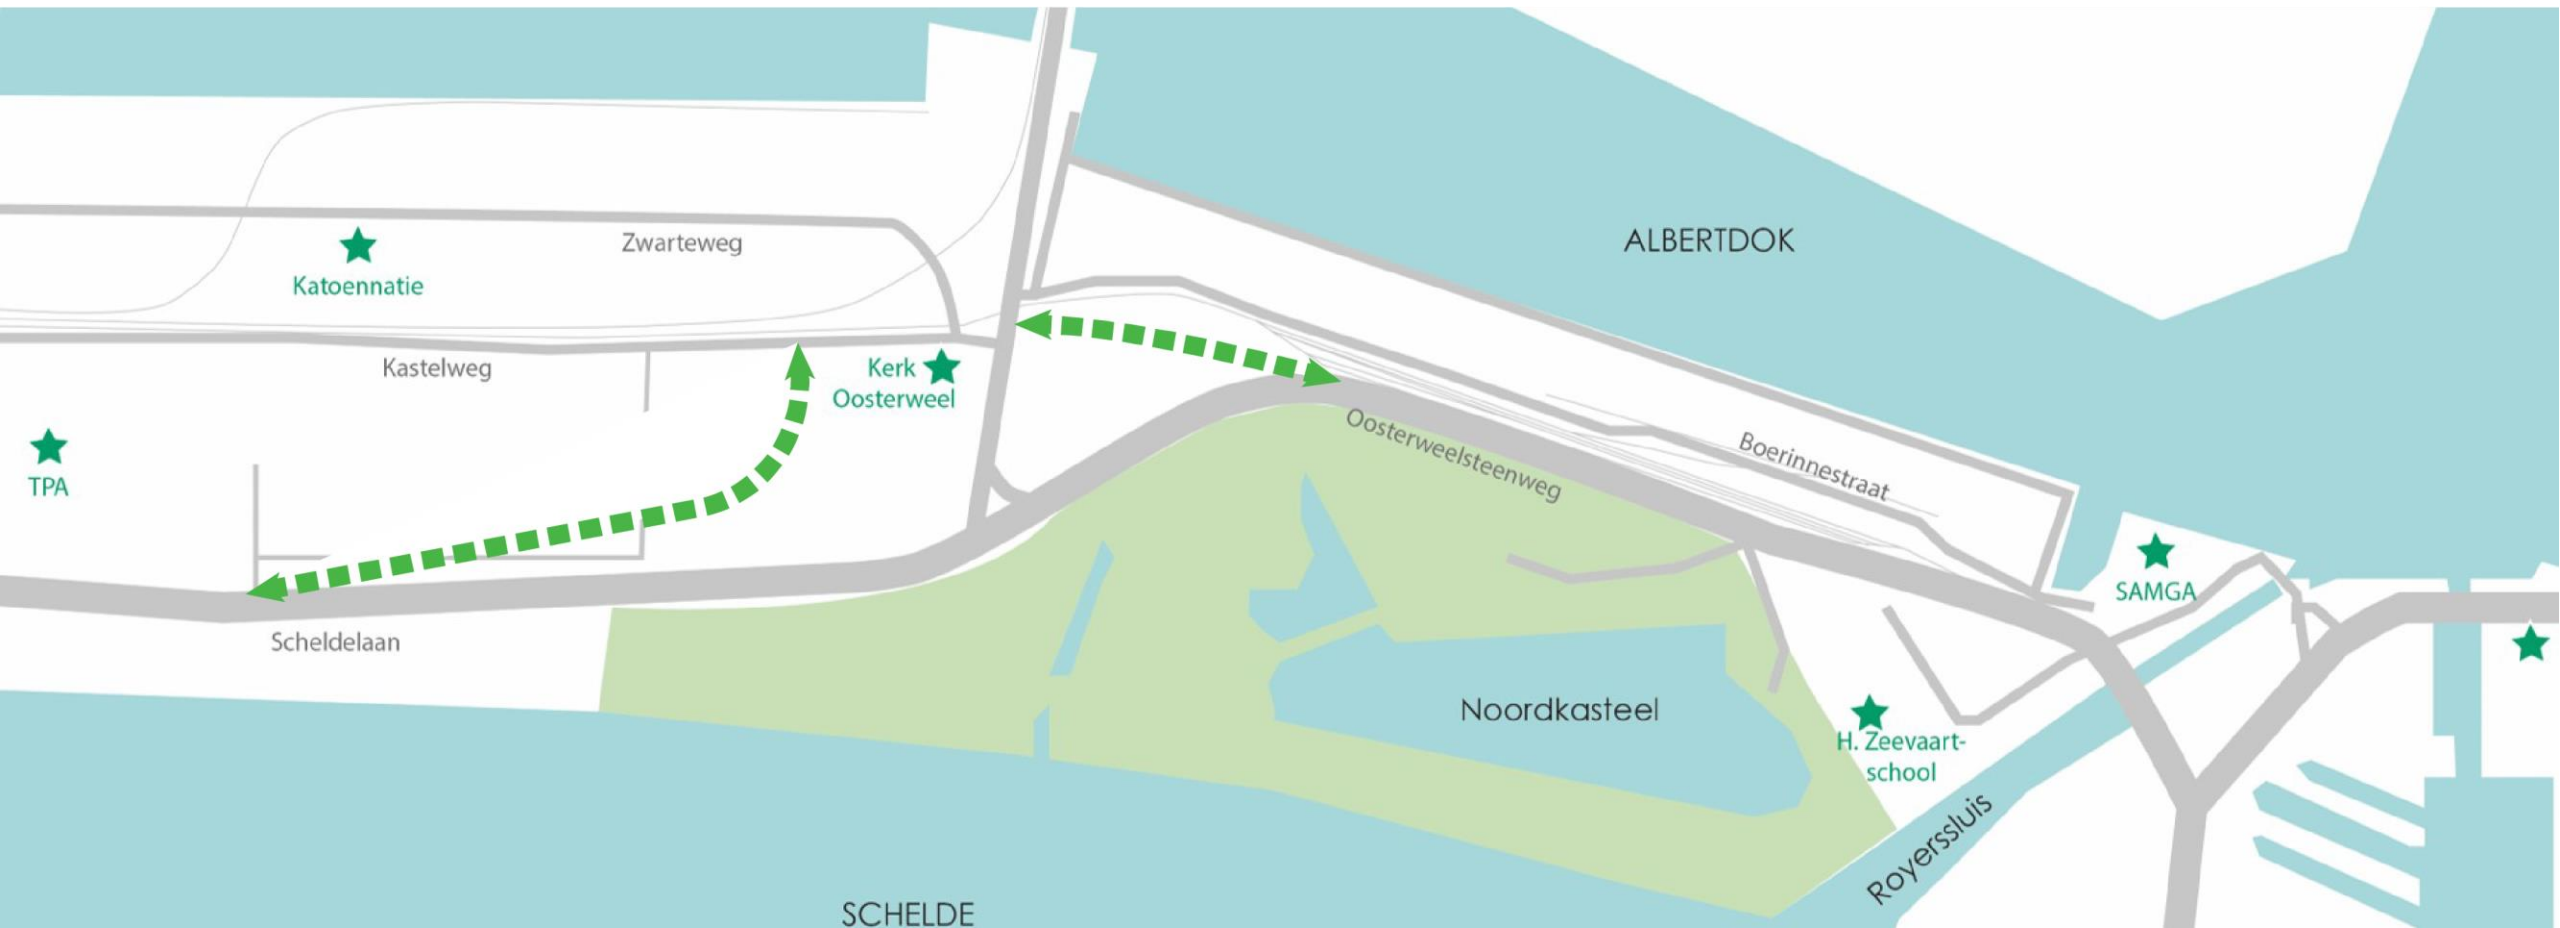 ALBERTDOK
Zwarteweg
Katoennatie
Kastelweg
Kerk
Oosterweel
Oosterweelsteenweg
Boerinnestraat
TPA
SAMGA
Scheldelaan
Noordkasteel
H. Zeevaart-
school
Royerssluis
SCHELDE